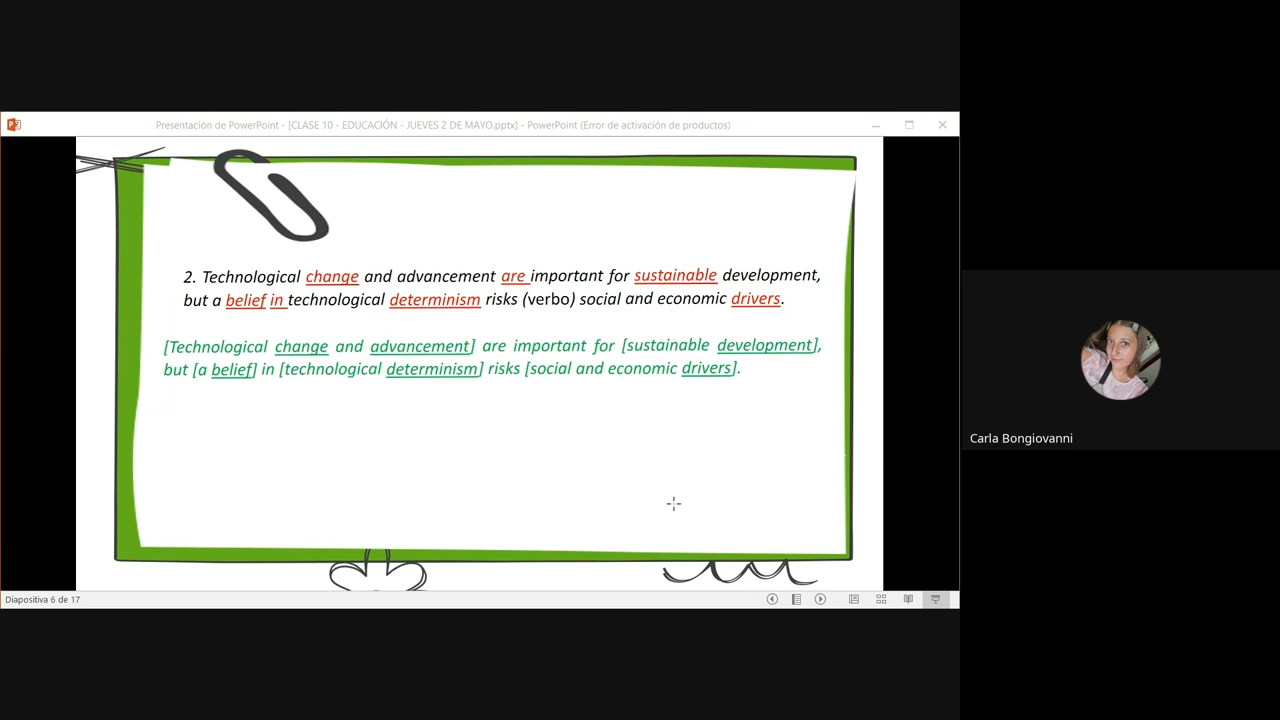 Presentación de PowerPoint - [CLASE 10 - EDUCACIÓN - JUEVES 2 DE MAYO.pptx] - PowerPoint (Error de activación de productos)
2. Technological change and advancement are important for sustainable development,
but a belief in technological determinism risks (verbo) social and economic drivers.
[Technological change and advancement] are important for [sustainable development],
but [a belief] in [technological determinism] risks [social and economic drivers].
Carla Bongiovanni
Diapositiva 6 de 17